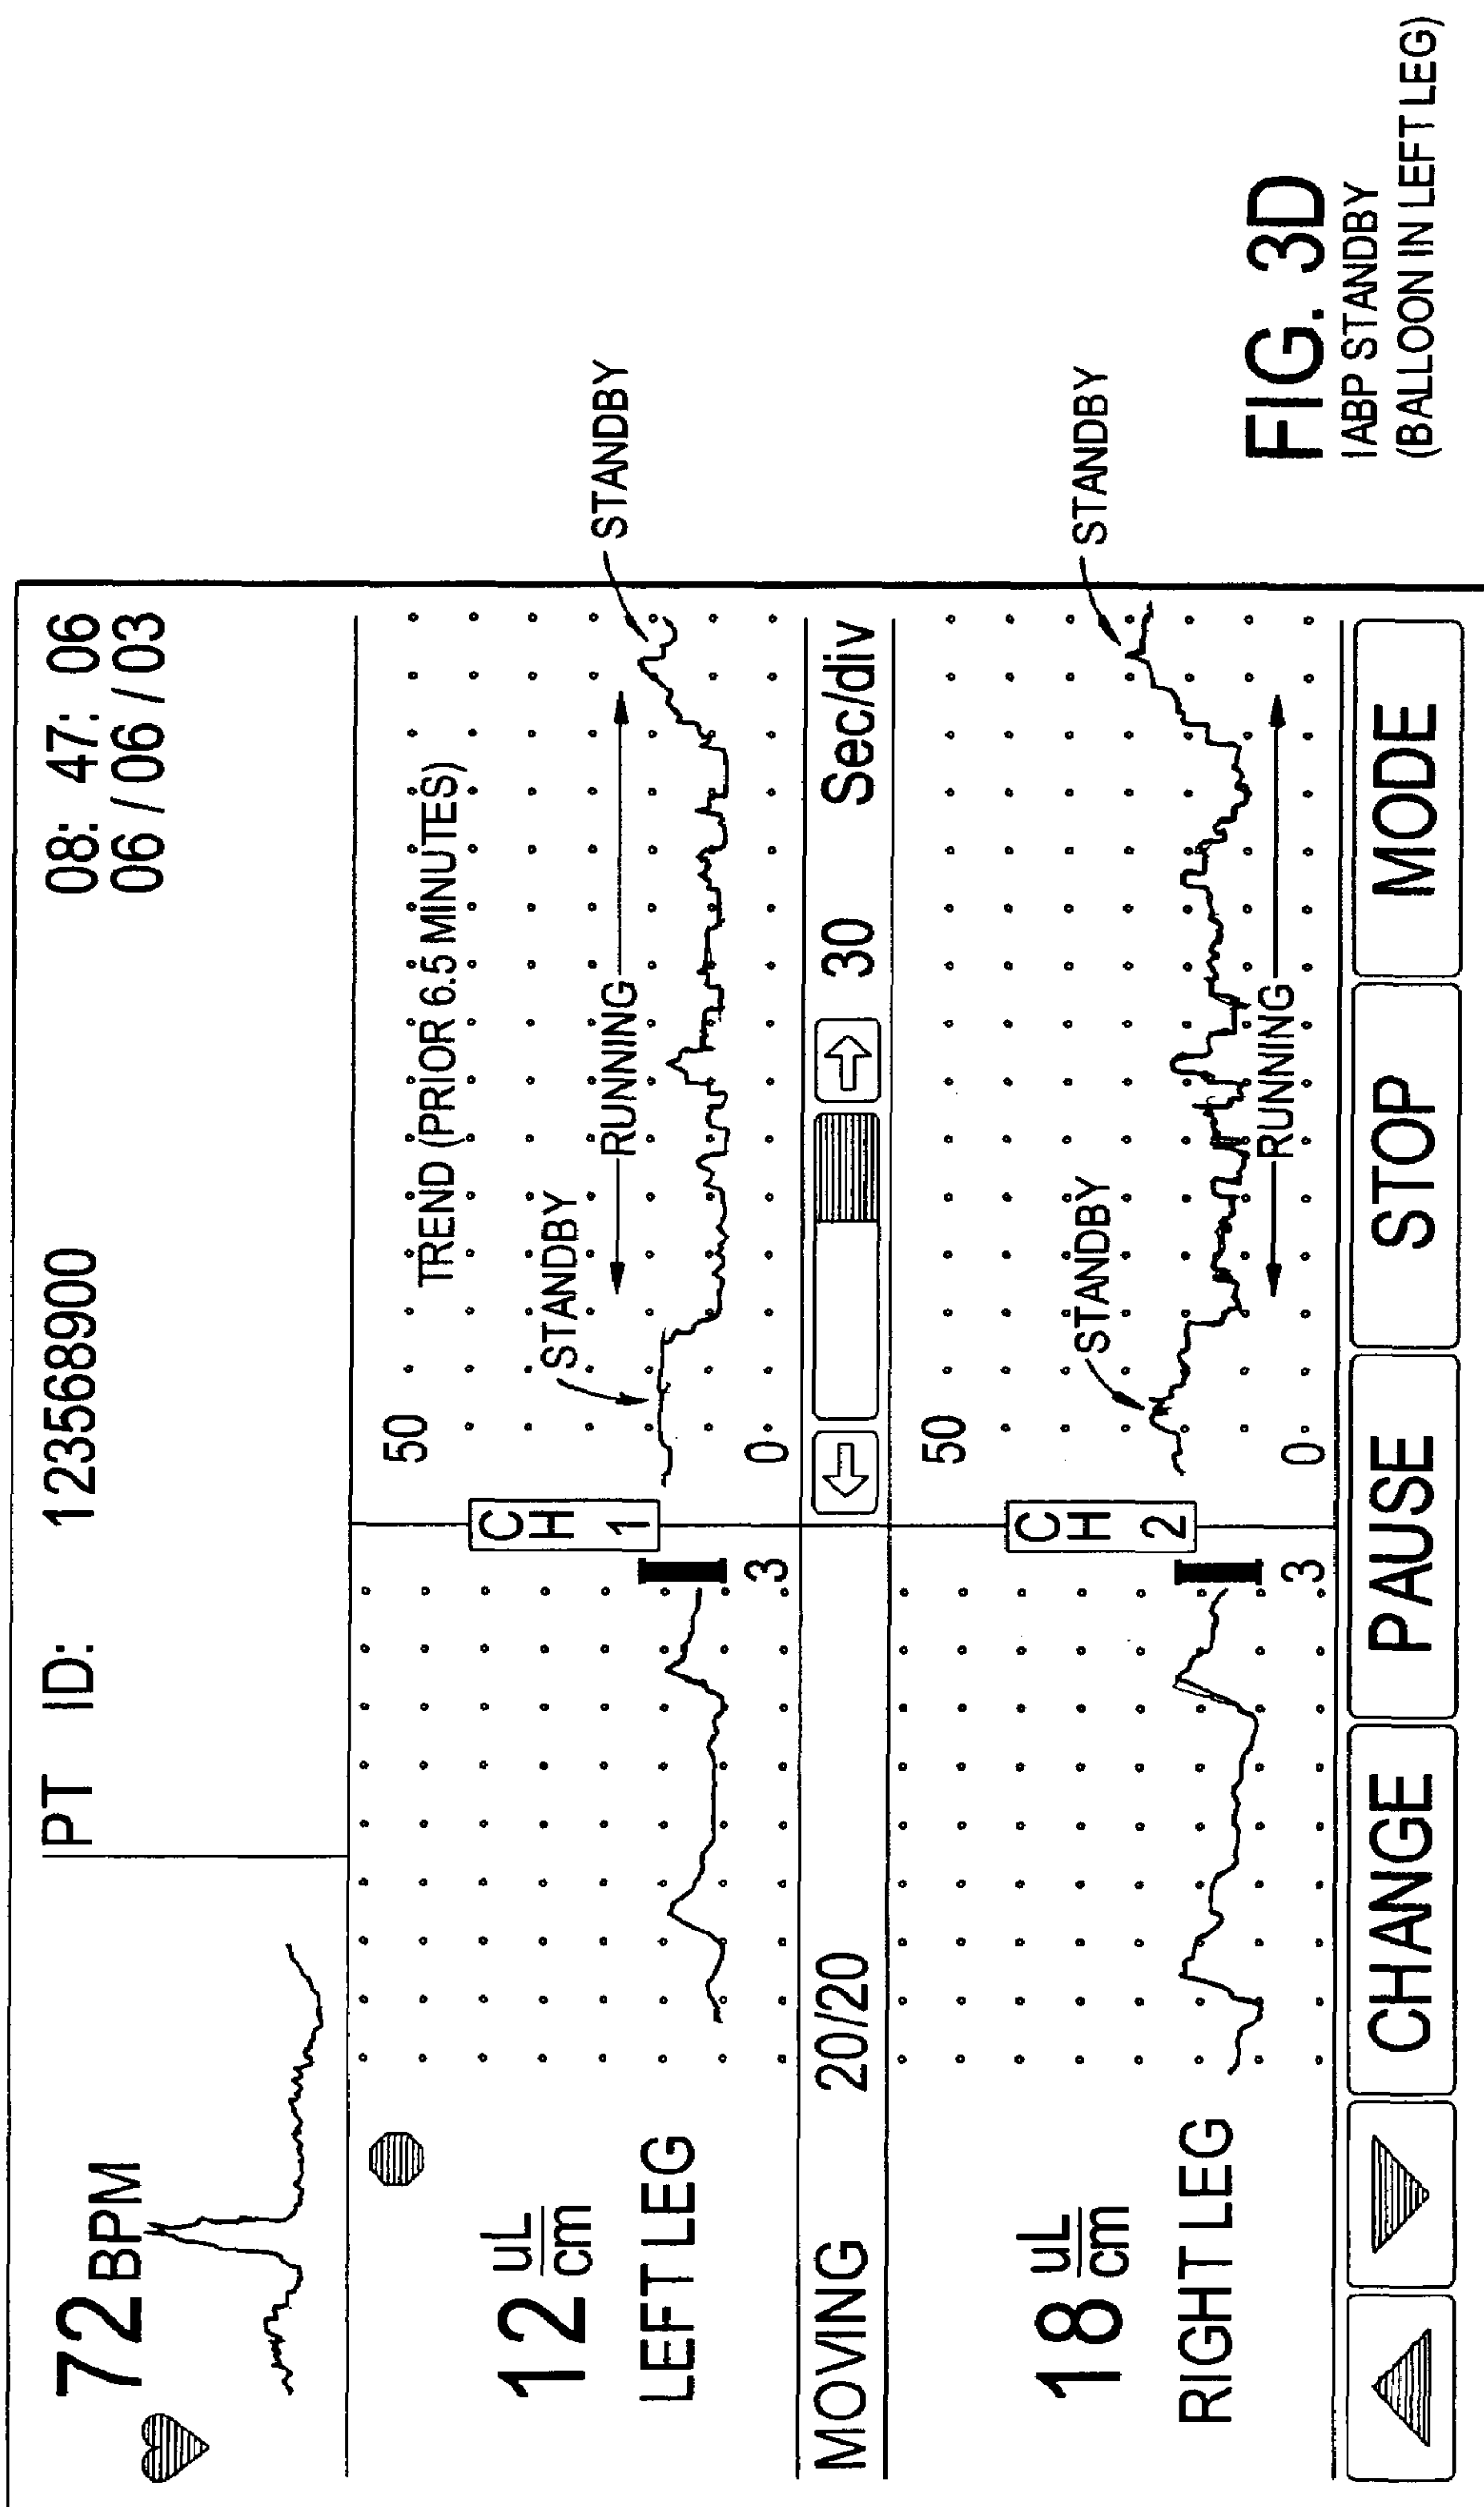 72 BPM
PT ID: 123568900
08: 47: 06
06 / 06 / 03
12 uL/cm
LEFT LEG
CH 1
3
50
0
TREND (PRIOR 6.5 MINUTES)
STANDBY
RUNNING
STANDBY
MOVING 20/20
30 Sec/div
18 uL/cm
RIGHT LEG
CH 2
3
50
0
STANDBY
RUNNING
STANDBY
CHANGE
PAUSE
STOP
MODE
FIG. 3D
IABP STANDBY
(BALLOON IN LEFT LEG)